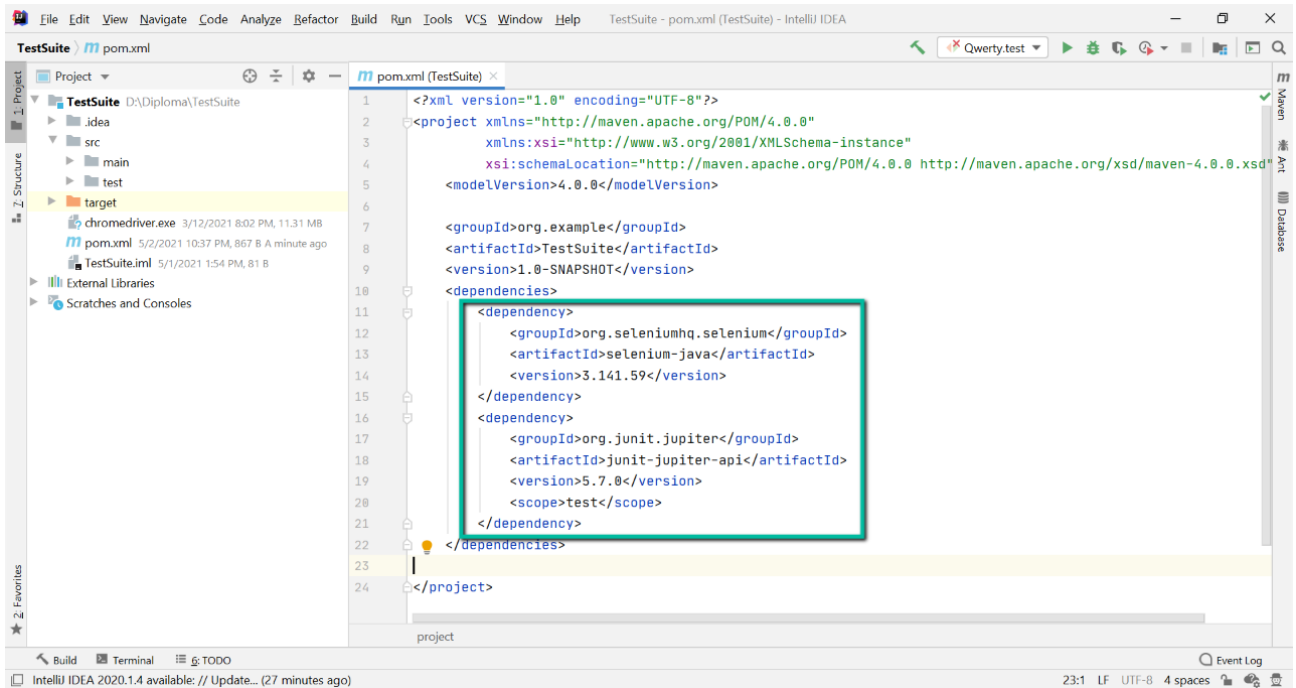 File Edit View Navigate Code Analyze Refactor Build Run Tools VCS Window Help TestSuite - pom.xml (TestSuite) - IntelliJ IDEA
TestSuite m pom.xml Qwerty.test
Project
m pom.xml (TestSuite)
1: Project
Z: Structure
2: Favorites
TestSuite D:\Diploma\TestSuite
.idea
src
main
test
target
chromedriver.exe 3/12/2021 8:02 PM, 11.31 MB
m pom.xml 5/2/2021 10:37 PM, 867 B A minute ago
TestSuite.iml 5/1/2021 1:54 PM, 81 B
External Libraries
Scratches and Consoles
1 <?xml version="1.0" encoding="UTF-8"?>
2 <project xmlns="http://maven.apache.org/POM/4.0.0"
3 xmlns:xsi="http://www.w3.org/2001/XMLSchema-instance"
4 xsi:schemaLocation="http://maven.apache.org/POM/4.0.0 http://maven.apache.org/xsd/maven-4.0.0.xsd"
5 <modelVersion>4.0.0</modelVersion>
6
7 <groupId>org.example</groupId>
8 <artifactId>TestSuite</artifactId>
9 <version>1.0-SNAPSHOT</version>
10 <dependencies>
11 <dependency>
12 <groupId>org.seleniumhq.selenium</groupId>
13 <artifactId>selenium-java</artifactId>
14 <version>3.141.59</version>
15 </dependency>
16 <dependency>
17 <groupId>org.junit.jupiter</groupId>
18 <artifactId>junit-jupiter-api</artifactId>
19 <version>5.7.0</version>
20 <scope>test</scope>
21 </dependency>
22 </dependencies>
23
24 </project>
project
m Maven
Ant
Database
Build Terminal 6: TODO Event Log
IntelliJ IDEA 2020.1.4 available: // Update... (27 minutes ago) 23:1 LF UTF-8 4 spaces